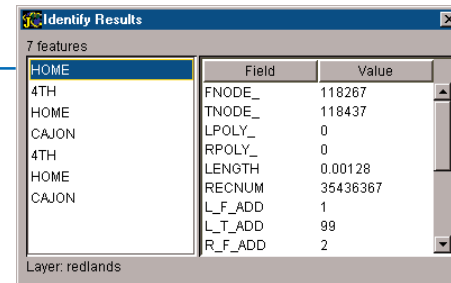 Identify Results
7 features
HOME
4TH
HOME
CAJON
4TH
HOME
CAJON
Field Value
FNODE_ 118267
TNODE_ 118437
LPOLY_ 0
RPOLY_ 0
LENGTH 0.00128
RECNUM 35436367
L_F_ADD 1
L_T_ADD 99
R_F_ADD 2
Layer: redlands